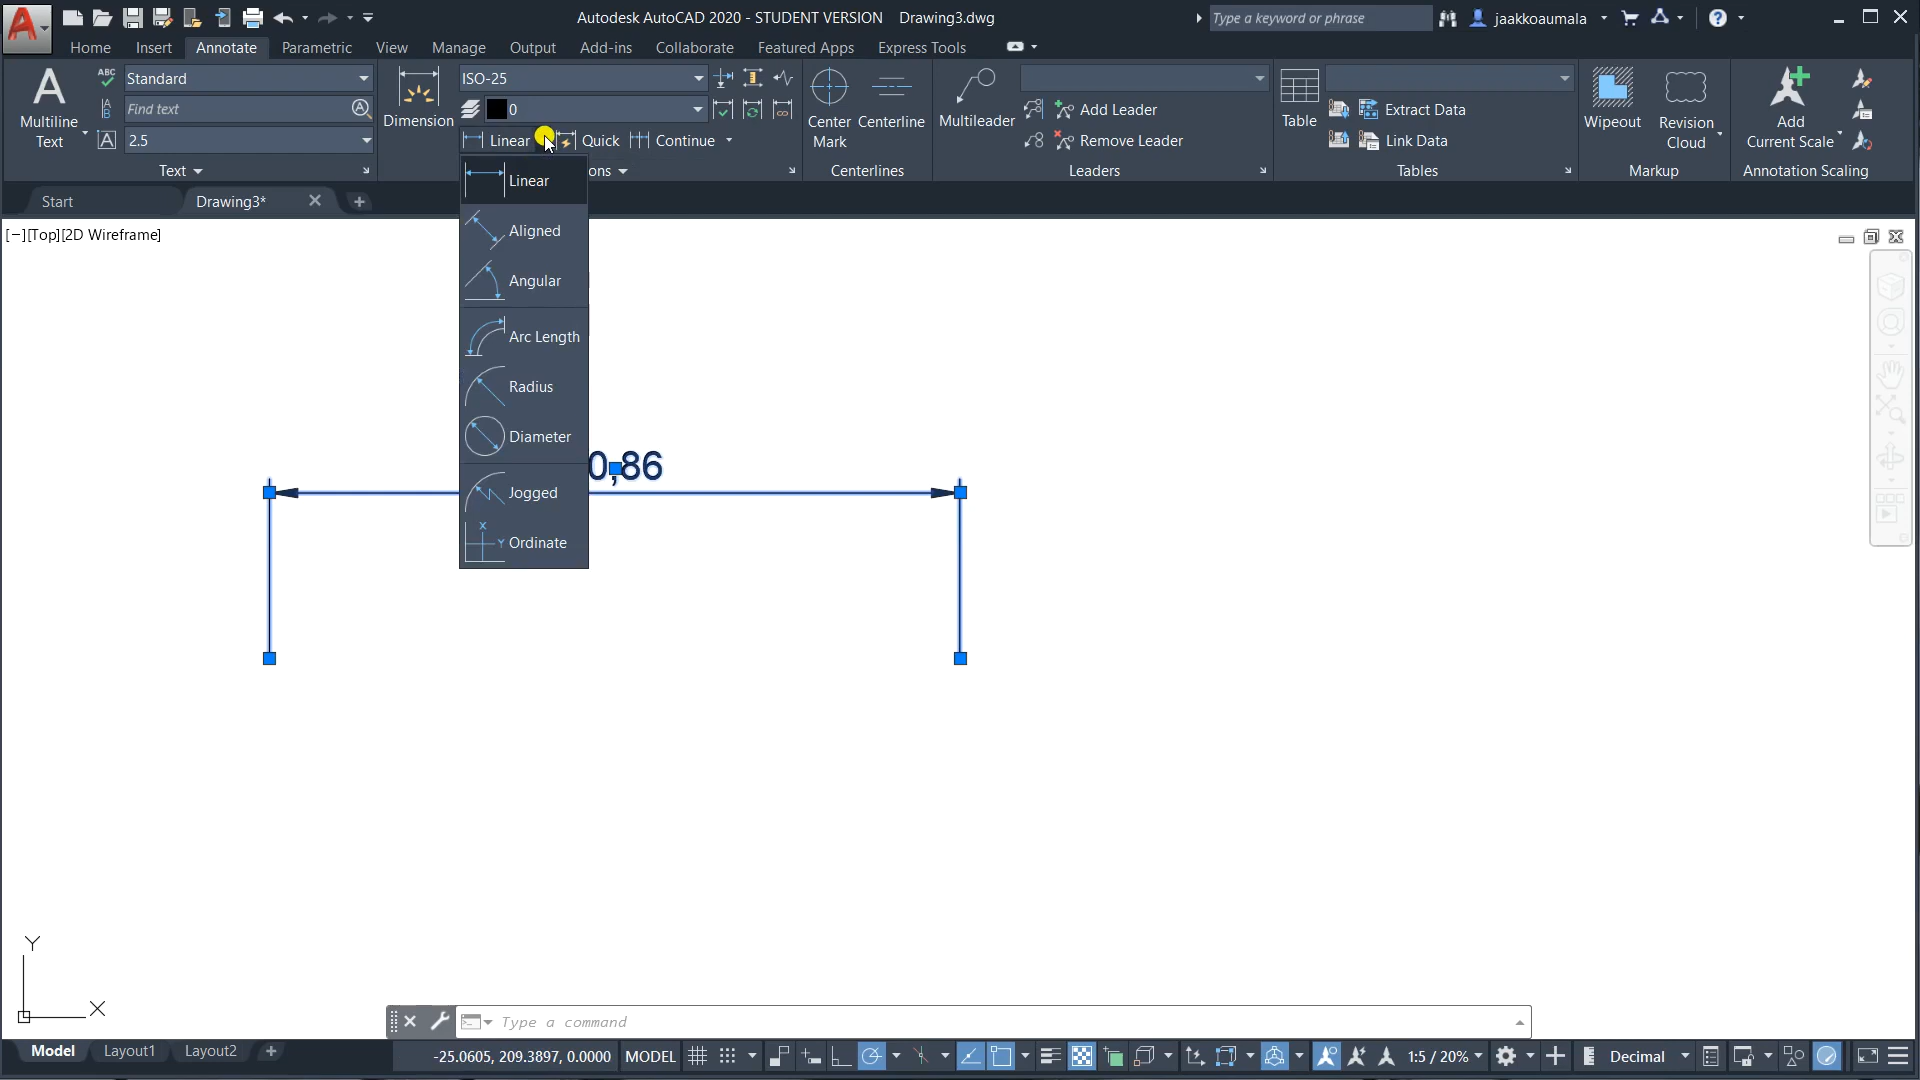 Autodesk AutoCAD 2020 - STUDENT VERSION Drawing3.dwg
Type a keyword or phrase
jaakkoaumala
Home Insert Annotate Parametric View Manage Output Add-ins Collaborate Featured Apps Express Tools
A
Multiline
Text
ABC
Standard
Find text
2.5
Text
Dimension
ISO-25
0
Linear Quick Continue
ons
Center
Mark
Centerline
Centerlines
Multileader
Add Leader
Remove Leader
Leaders
Table
Extract Data
Link Data
Tables
Wipeout
Revision
Cloud
Markup
Add
Current Scale
Annotation Scaling
Start Drawing3*
[−][Top][2D Wireframe]
Linear
Aligned
Angular
Arc Length
Radius
Diameter
Jogged
X
Y Ordinate
0,86
Y
X
Type a command
Model Layout1 Layout2
-25.0605, 209.3897, 0.0000 MODEL 1:5 / 20% Decimal